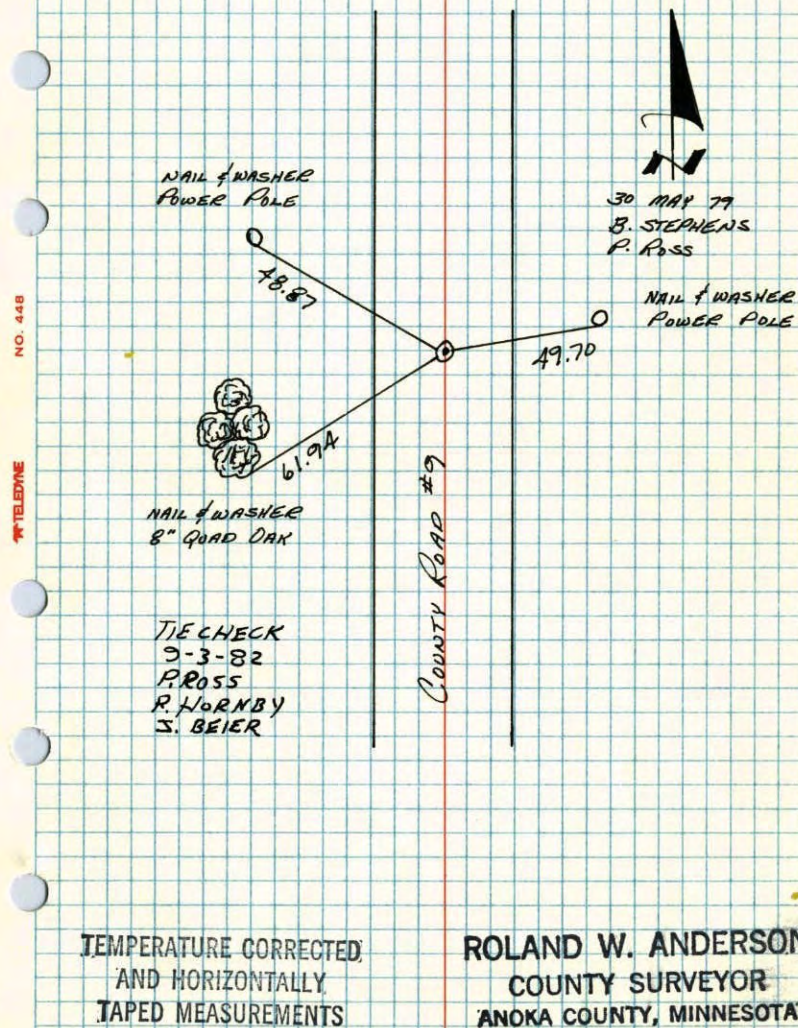 NAIL & WASHER
POWER POLE
48.87
30 MAY 79
B. STEPHENS
P. ROSS
NAIL & WASHER
POWER POLE
49.70
61.94
NAIL & WASHER
8" QUAD OAK
COUNTY ROAD #9
TIE CHECK
9-3-82
P. ROSS
R. HORNBY
J. BEIER
NO. 448
TELEDYNE
N
TEMPERATURE CORRECTED
AND HORIZONTALLY
TAPED MEASUREMENTS
ROLAND W. ANDERSON
COUNTY SURVEYOR
ANOKA COUNTY, MINNESOTA